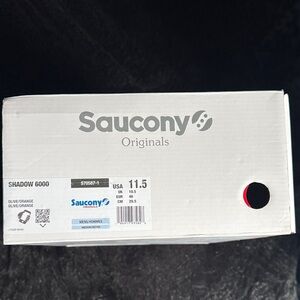 Saucony
Originals
SHADOW 6000
S70587-1
USA 11.5
UK 10.5
EUR 46
CM 29.5
OLIVE/ORANGE
OLIVE/ORANGE
Saucony
ORIGINALS